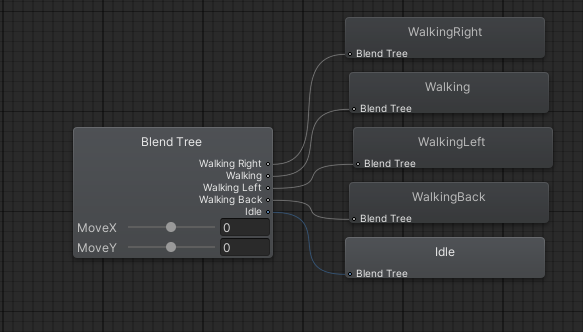 Blend Tree
Walking Right
Walking
Walking Left
Walking Back
Idle
MoveX 0
MoveY 0
WalkingRight
Blend Tree
Walking
Blend Tree
WalkingLeft
Blend Tree
WalkingBack
Blend Tree
Idle
Blend Tree